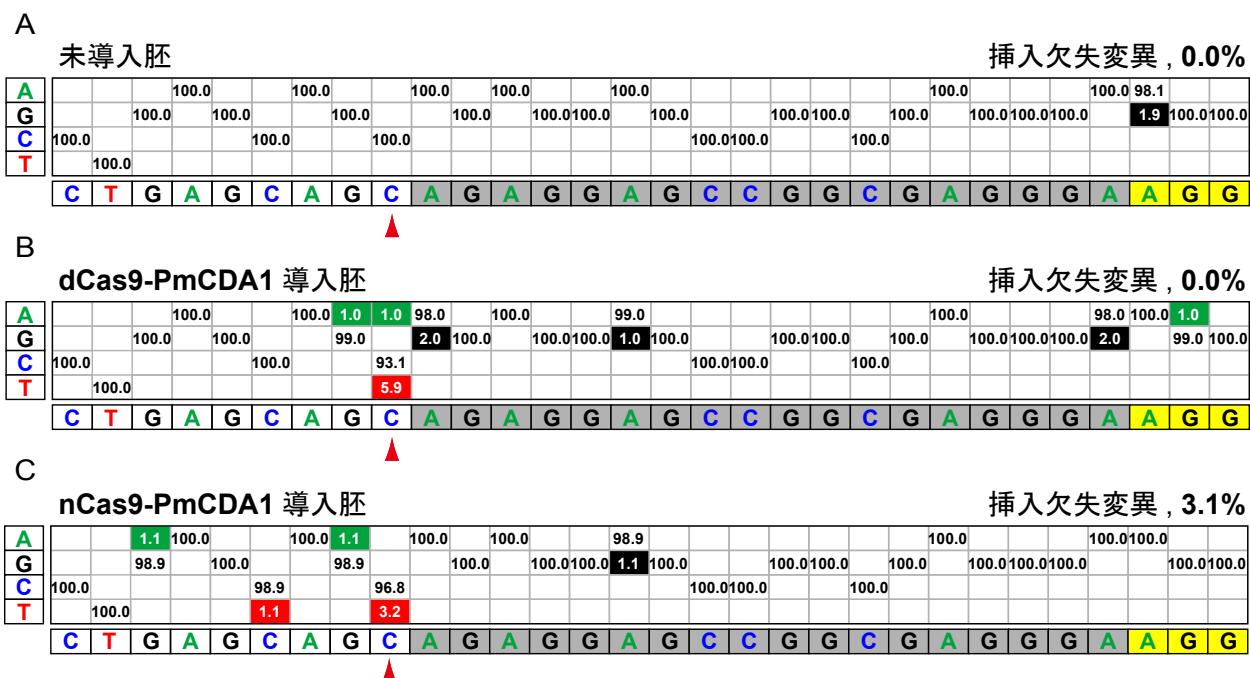 A
未導入胚 挿入欠失変異 , 0.0%
A 100.0 100.0 100.0 100.0 100.0 100.0 100.0 98.1
G 100.0 100.0 100.0 100.0 100.0 100.0 100.0 100.0 100.0 100.0 100.0 100.0 100.0 1.9 100.0 100.0
C 100.0 100.0 100.0 100.0 100.0 100.0
T 100.0
C T G A G C A G C A G A G G A G C C G G C G A G G G A A G G
B
dCas9-PmCDA1 導入胚 挿入欠失変異 , 0.0%
A 100.0 100.0 1.0 1.0 98.0 100.0 99.0 100.0 98.0 100.0 1.0
G 100.0 100.0 99.0 2.0 100.0 100.0 100.0 1.0 100.0 100.0 100.0 100.0 100.0 100.0 100.0 2.0 99.0 100.0
C 100.0 100.0 93.1 100.0 100.0 100.0
T 100.0 5.9
C T G A G C A G C A G A G G A G C C G G C G A G G G A A G G
C
nCas9-PmCDA1 導入胚 挿入欠失変異 , 3.1%
A 1.1 100.0 100.0 1.1 100.0 100.0 98.9 100.0 100.0 100.0
G 98.9 100.0 98.9 100.0 100.0 100.0 1.1 100.0 100.0 100.0 100.0 100.0 100.0 100.0 100.0 100.0
C 100.0 98.9 96.8 100.0 100.0 100.0
T 100.0 1.1 3.2
C T G A G C A G C A G A G G A G C C G G C G A G G G A A G G